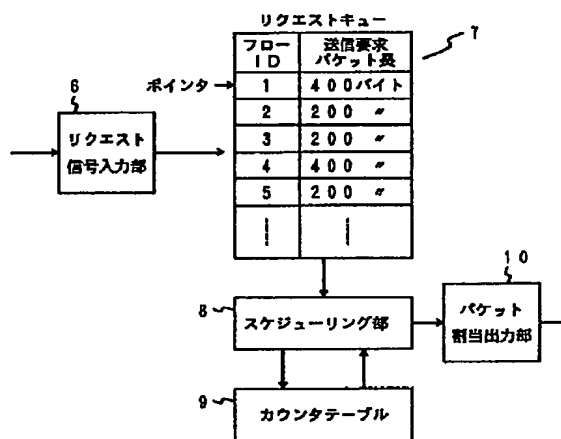 リクエストキュー
7
フロー
ID
送信要求
パケット長
ポインタ
1 400バイト
2 200 〃
3 200 〃
4 400 〃
5 200 〃
6
リクエスト
信号入力部
8
スケジューリング部
10
パケット
割当出力部
9
カウンタテーブル